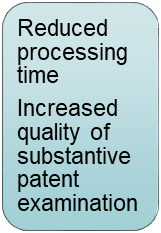 Reduced
processing
time
Increased
quality of
substantive
patent
examination